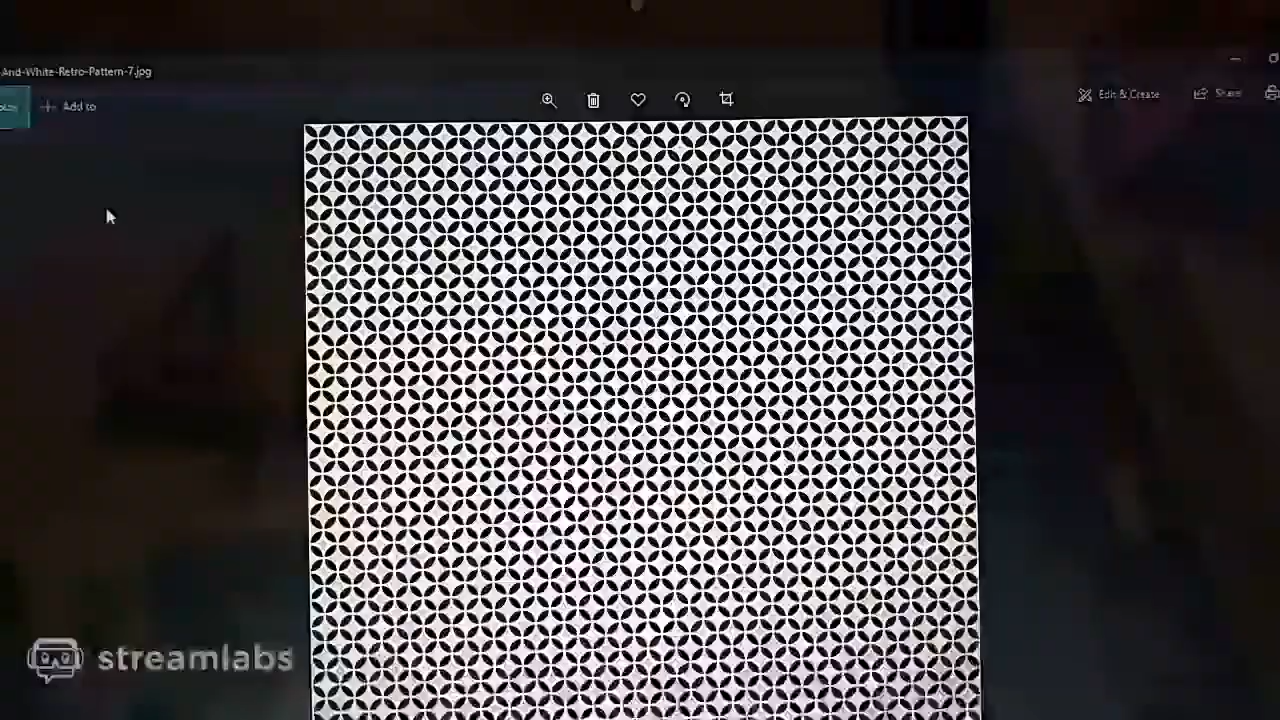 -And-White-Retro-Pattern-7.jpg
Add to
Edit & Create
Share
streamlabs